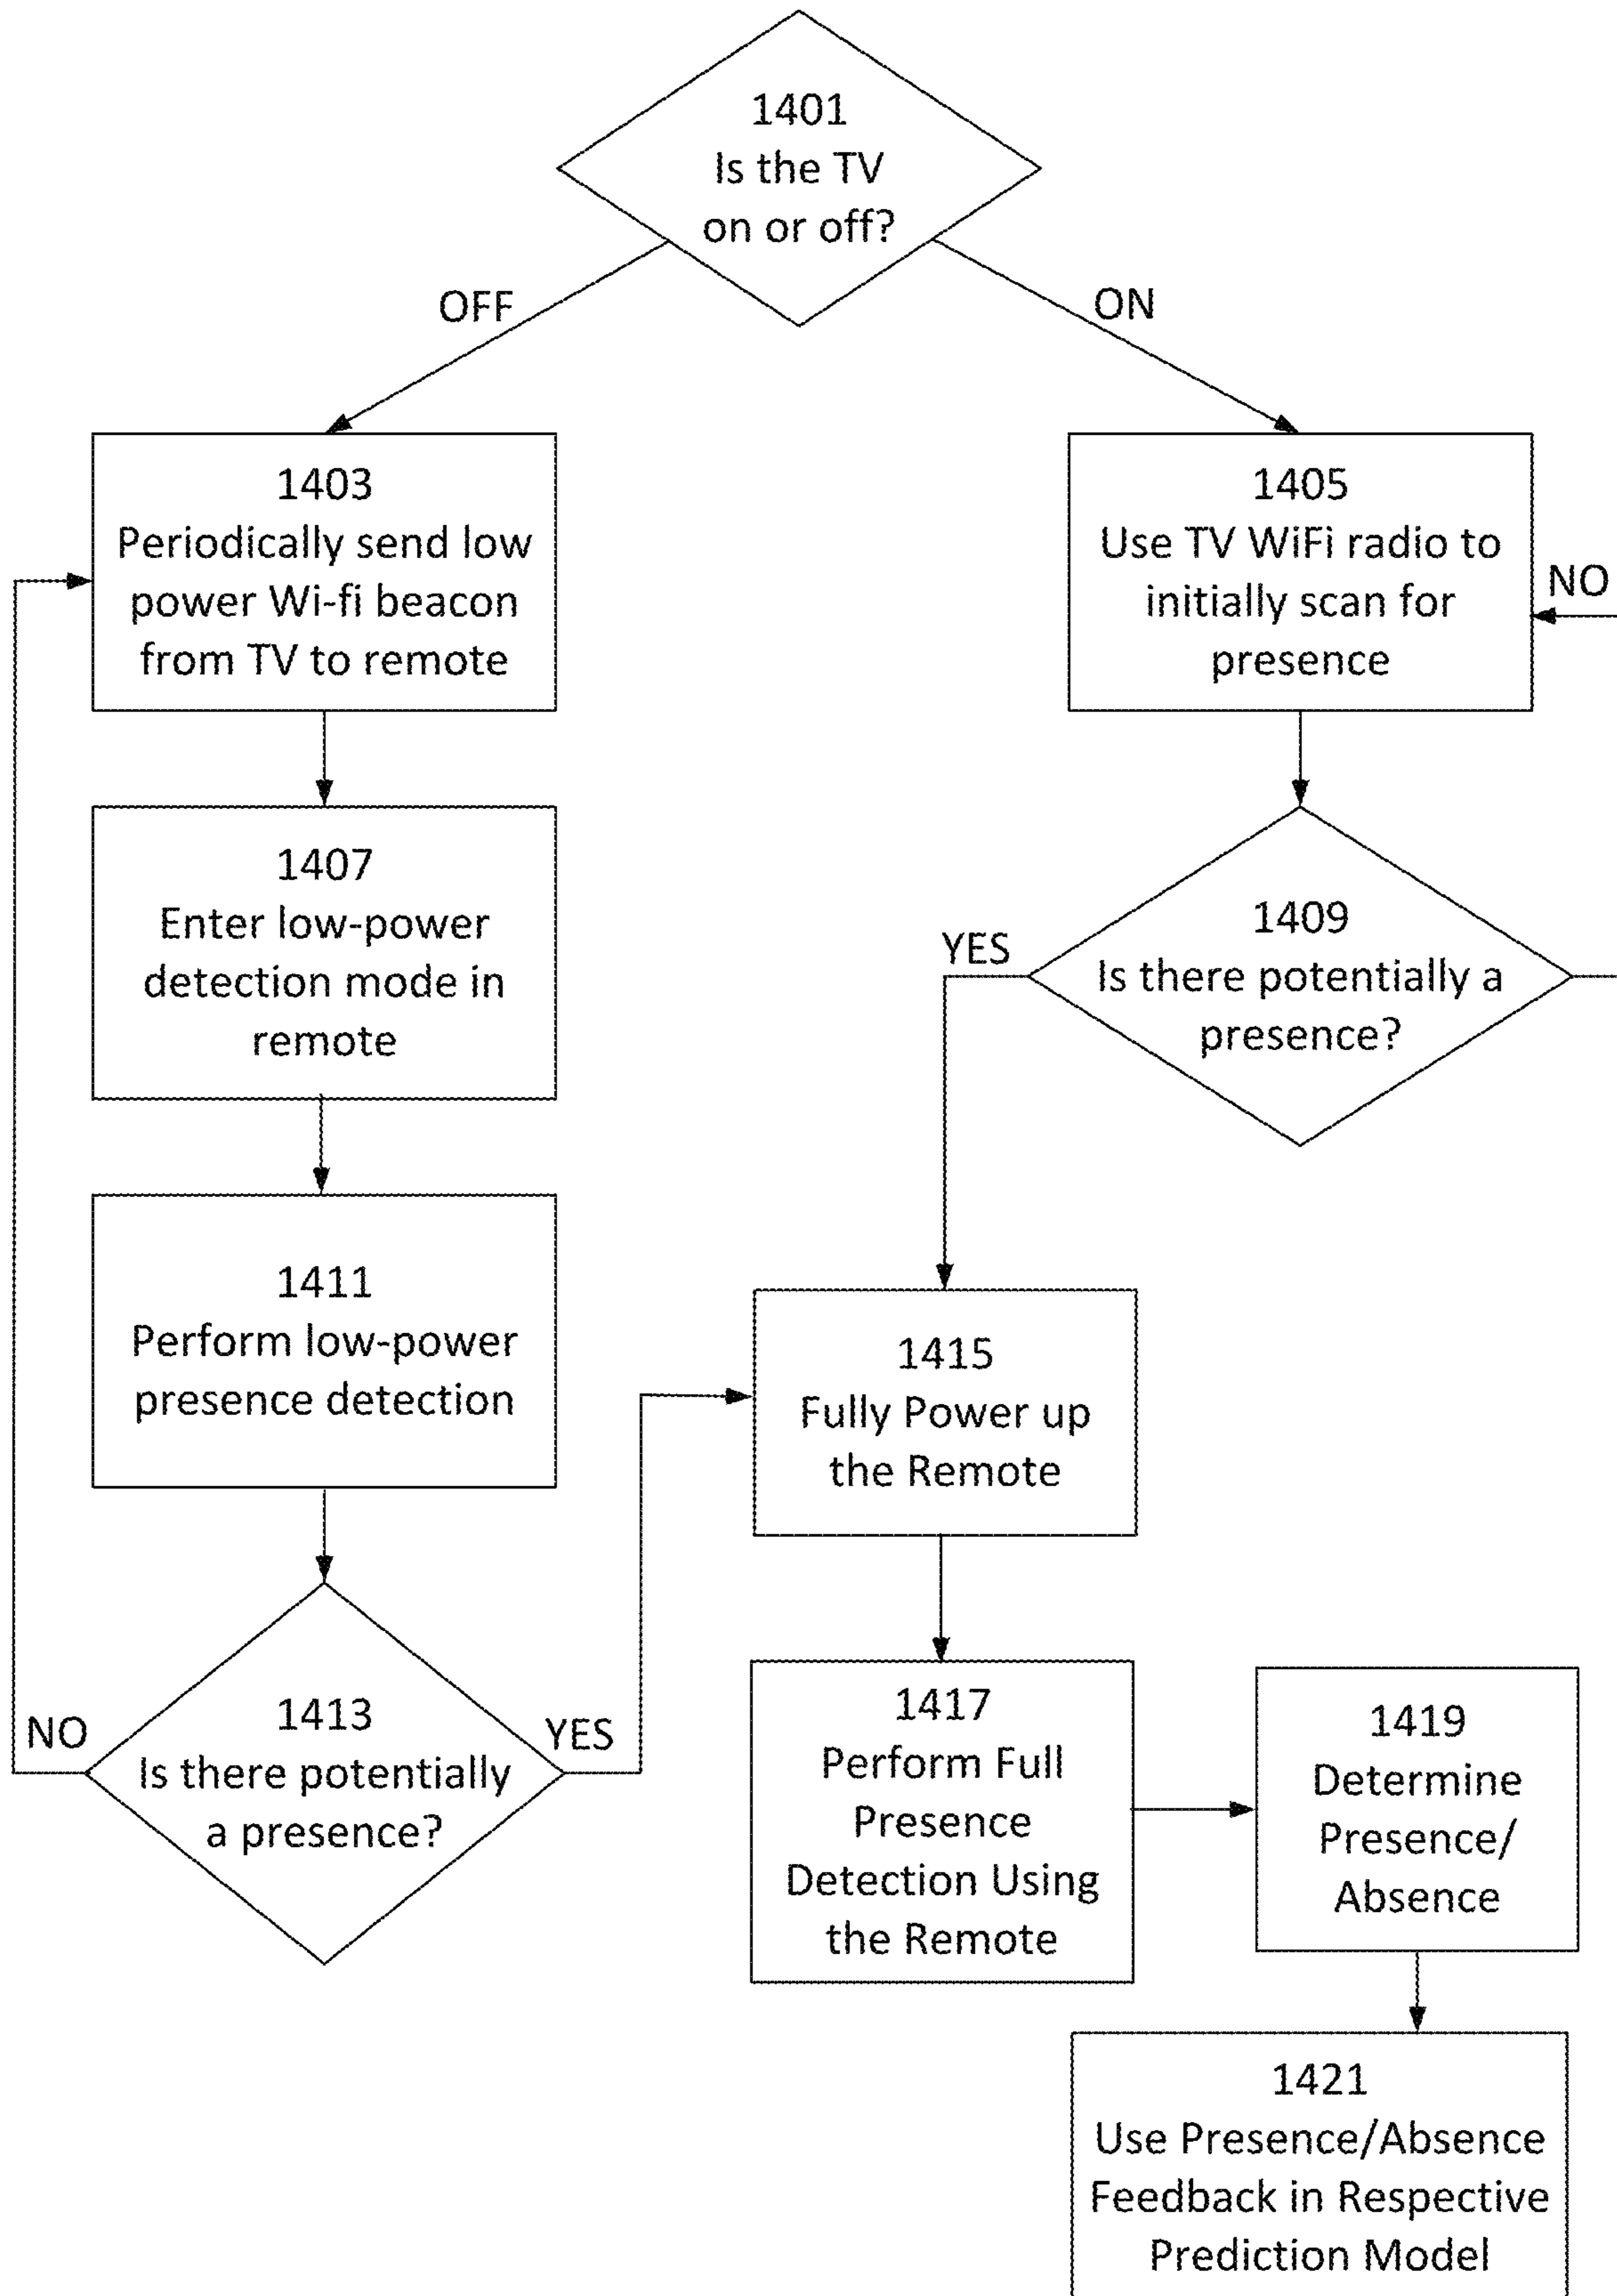 1401
Is the TV
on or off?
OFF
ON
1403
Periodically send low
power Wi-fi beacon
from TV to remote
1405
Use TV WiFi radio to
initially scan for
presence
NO
1407
Enter low-power
detection mode in
remote
1409
Is there potentially a
presence?
YES
1411
Perform low-power
presence detection
1415
Fully Power up
the Remote
1413
Is there potentially
a presence?
NO
YES
1417
Perform Full
Presence
Detection Using
the Remote
1419
Determine
Presence/
Absence
1421
Use Presence/Absence
Feedback in Respective
Prediction Model